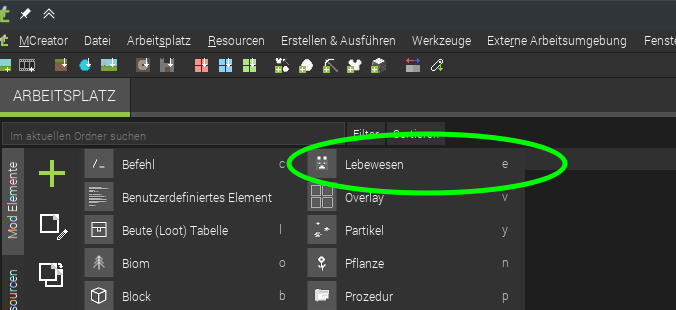 MCreator Datei Arbeitsplatz Ressourcen Erstellen & Ausführen Werkzeuge Externe Arbeitsumgebung Fenste
ARBEITSPLATZ
Im aktuellen Ordner suchen Filter Sortieren
Mod Elemente
sourcen
Befehl c
Benutzerdefiniertes Element
Beute (Loot) Tabelle l
Biom o
Block b
Lebewesen e
Overlay v
Partikel y
Pflanze n
Prozedur p